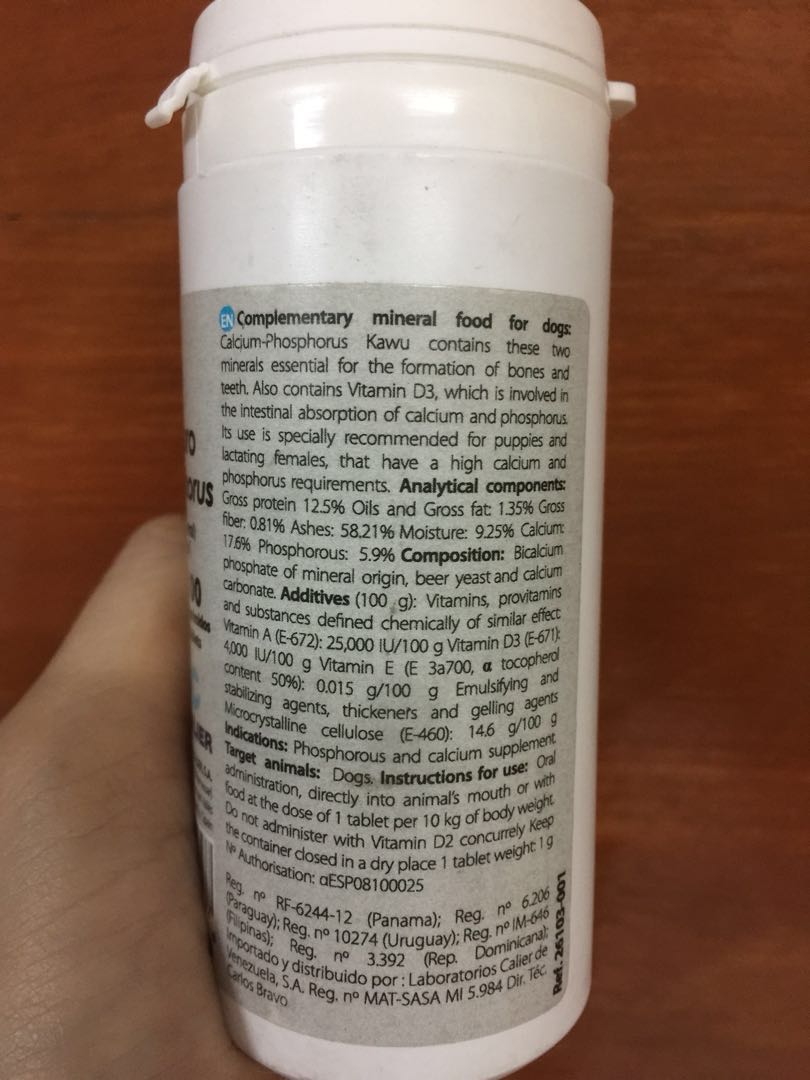 EN Complementary mineral food for dogs:
Calcium-Phosphorus Kawu contains these two
minerals essential for the formation of bones and
teeth. Also contains Vitamin D3, which is involved in
the intestinal absorption of calcium and phosphorus.
Its use is specially recommended for puppies and
lactating females, that have a high calcium and
phosphorus requirements. Analytical components:
Gross protein 12.5% Oils and Gross fat: 1.35% Gross
fiber: 0.81% Ashes: 58.21% Moisture: 9.25% Calcium:
17.6% Phosphorous: 5.9% Composition: Bicalcium
phosphate of mineral origin, beer yeast and calcium
carbonate. Additives (100 g): Vitamins, provitamins
and substances defined chemically of similar effect:
Vitamin A (E-672): 25,000 IU/100 g Vitamin D3 (E-671):
4,000 IU/100 g Vitamin E (E 3a700, α tocopherol
content 50%): 0.015 g/100 g Emulsifying and
stabilizing agents, thickeners and gelling agents
Microcrystalline cellulose (E-460): 14.6 g/100 g
Indications: Phosphorous and calcium supplement.
Target animals: Dogs. Instructions for use: Oral
administration, directly into animal's mouth or with
food at the dose of 1 tablet per 10 kg of body weight.
Do not administer with Vitamin D2 concurrely Keep
the container closed in a dry place 1 tablet weight: 1 g
Nº Authorisation: αESP08100025
Reg. nº RF-6244-12 (Panama); Reg. nº 6.206
(Paraguay); Reg. nº 10274 (Uruguay); Reg. nº IM-646
(Filipinas); Reg. nº 3.392 (Rep. Dominicana);
Importado y distribuido por : Laboratorios Calier de
Venezuela, S.A. Reg. nº MAT-SASA MI 5.984 Dir. Téc.
Carlos Bravo
Ref. 26103-001